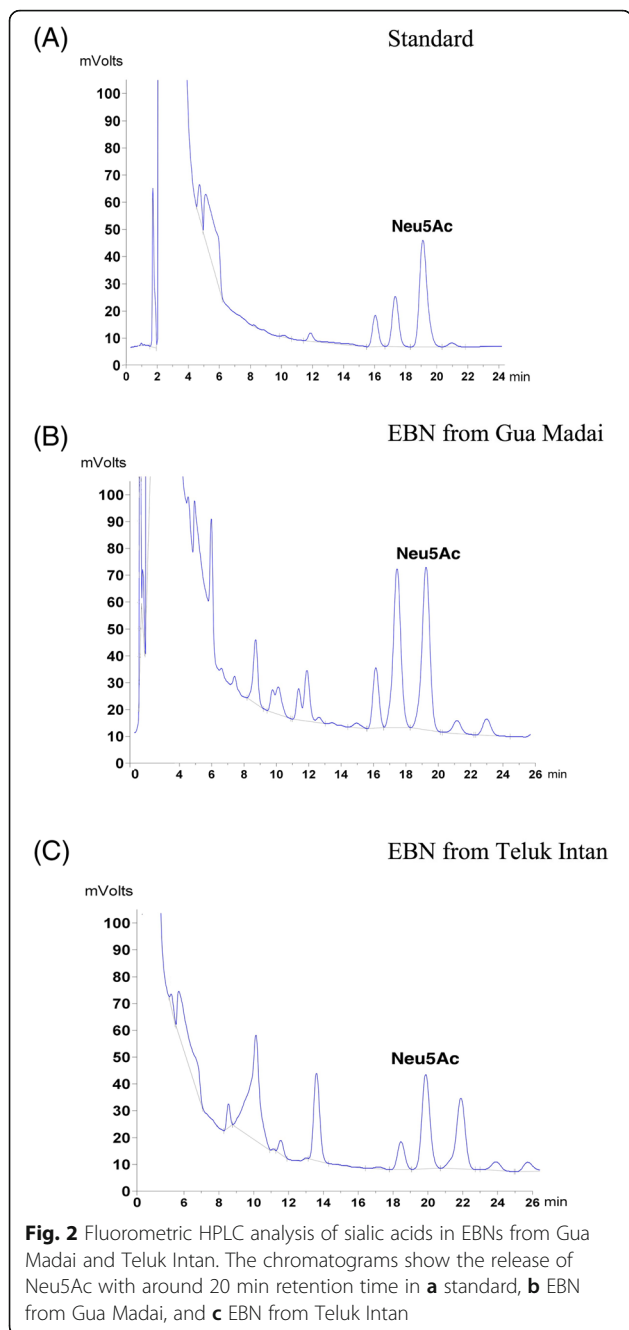 (A)
Standard
mVolts
100
90
80
70
60
50
40
30
20
10
0
Neu5Ac
0 2 4 6 8 10 12 14 16 18 20 22 24 min
(B)
EBN from Gua Madai
mVolts
100
90
80
70
60
50
40
30
20
10
0
Neu5Ac
0 4 6 8 10 12 14 16 18 20 22 24 26 min
(C)
EBN from Teluk Intan
mVolts
100
90
80
70
60
50
40
30
20
10
0
Neu5Ac
0 6 8 10 12 14 16 18 20 22 24 26 min
Fig. 2 Fluorometric HPLC analysis of sialic acids in EBNs from Gua
Madai and Teluk Intan. The chromatograms show the release of
Neu5Ac with around 20 min retention time in a standard, b EBN
from Gua Madai, and c EBN from Teluk Intan